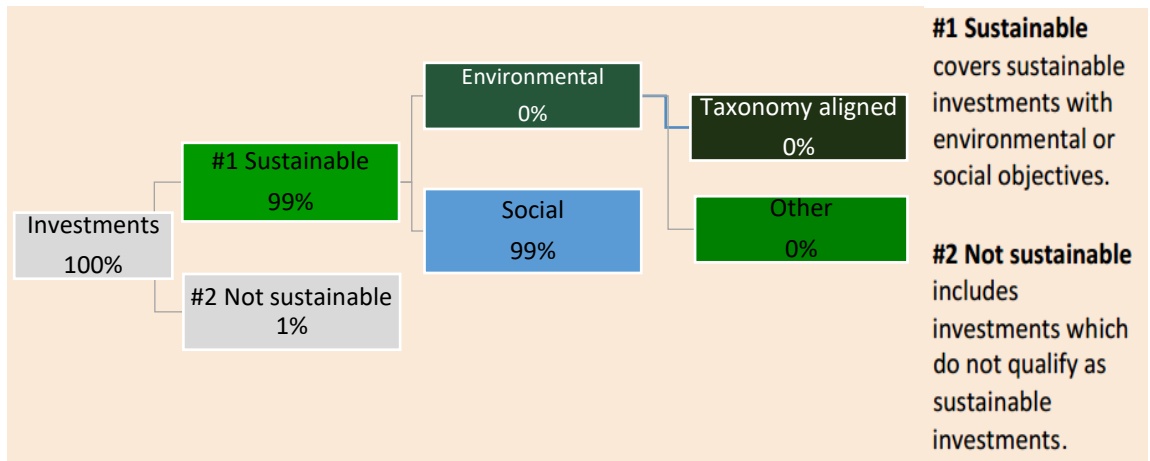 Investments
100%
#1 Sustainable
99%
#2 Not sustainable
1%
Environmental
0%
Social
99%
Taxonomy aligned
0%
Other
0%
#1 Sustainable
covers sustainable
investments with
environmental or
social objectives.
#2 Not sustainable
includes
investments which
do not qualify as
sustainable
investments.